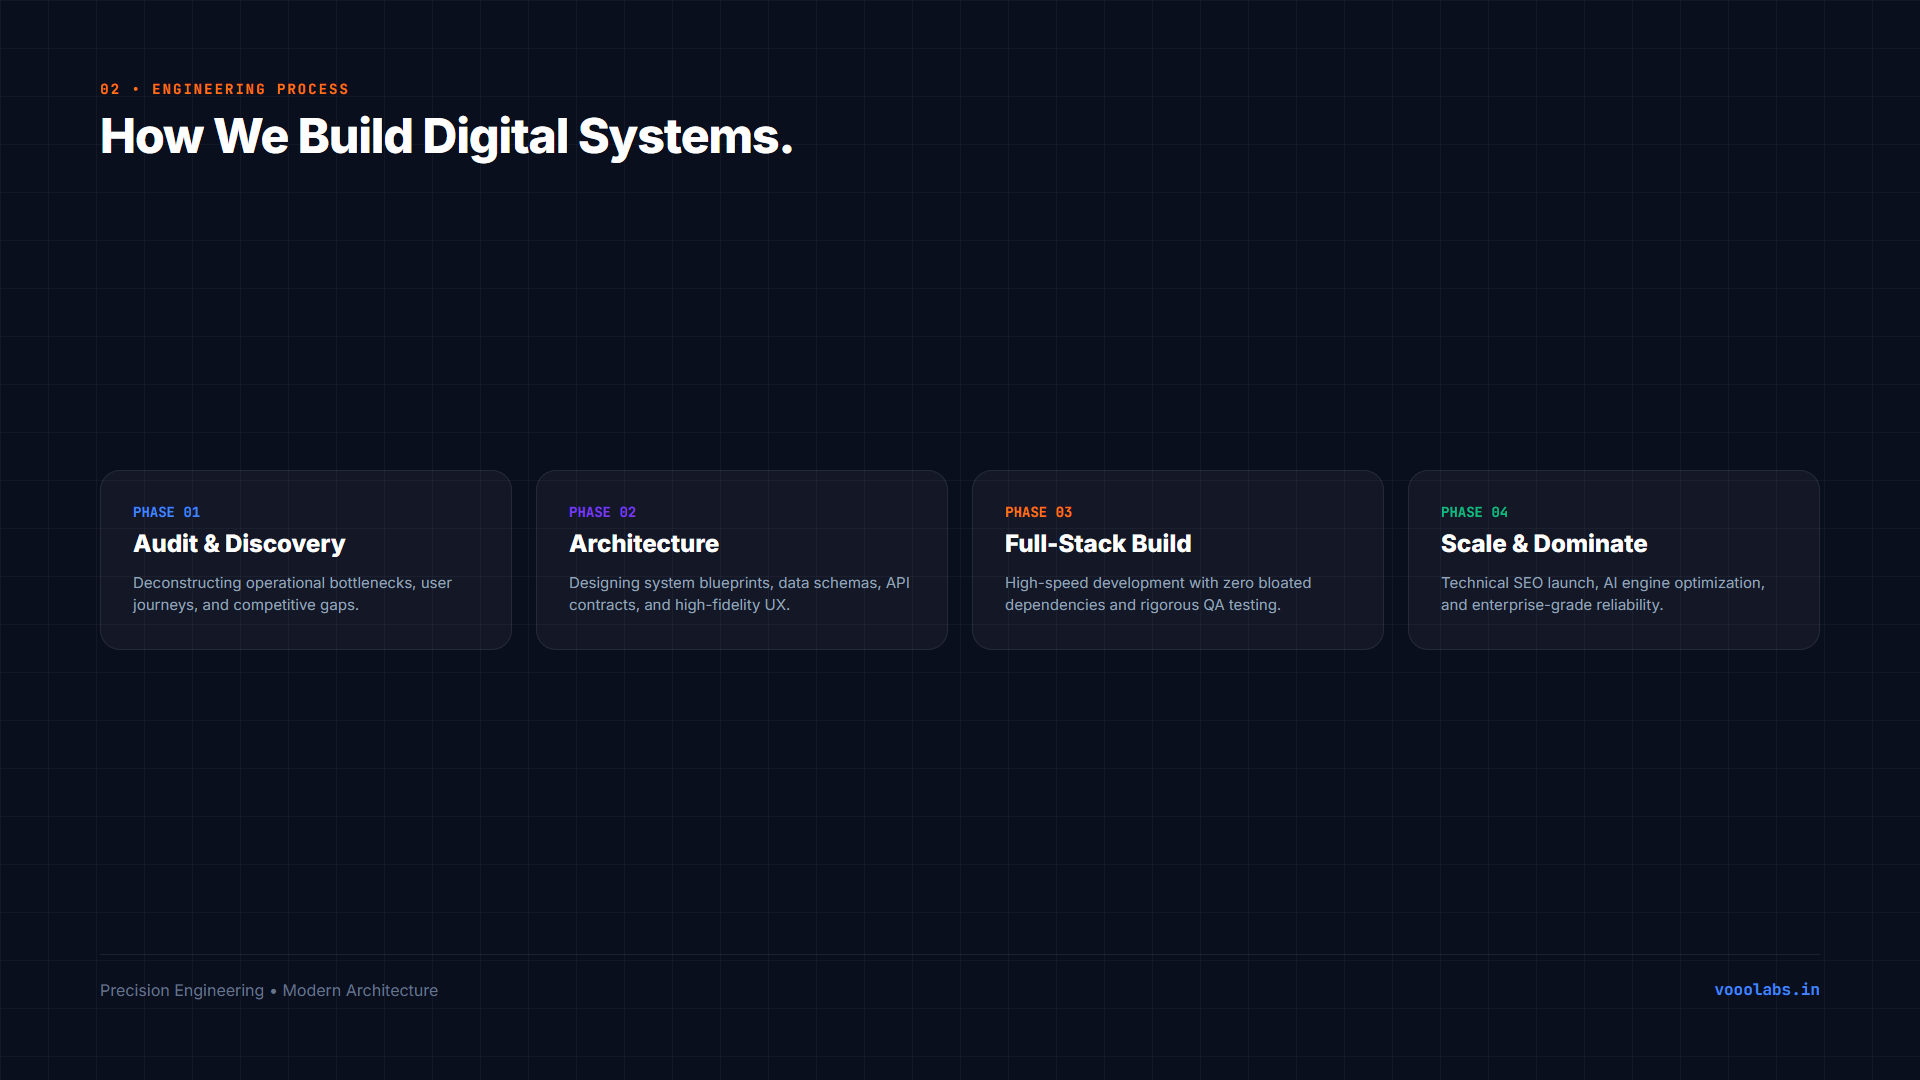 02 • ENGINEERING PROCESS
How We Build Digital Systems.
PHASE 01
Audit & Discovery
Deconstructing operational bottlenecks, user
journeys, and competitive gaps.
PHASE 02
Architecture
Designing system blueprints, data schemas, API
contracts, and high-fidelity UX.
PHASE 03
Full-Stack Build
High-speed development with zero bloated
dependencies and rigorous QA testing.
PHASE 04
Scale & Dominate
Technical SEO launch, AI engine optimization,
and enterprise-grade reliability.
Precision Engineering • Modern Architecture
vooolabs.in